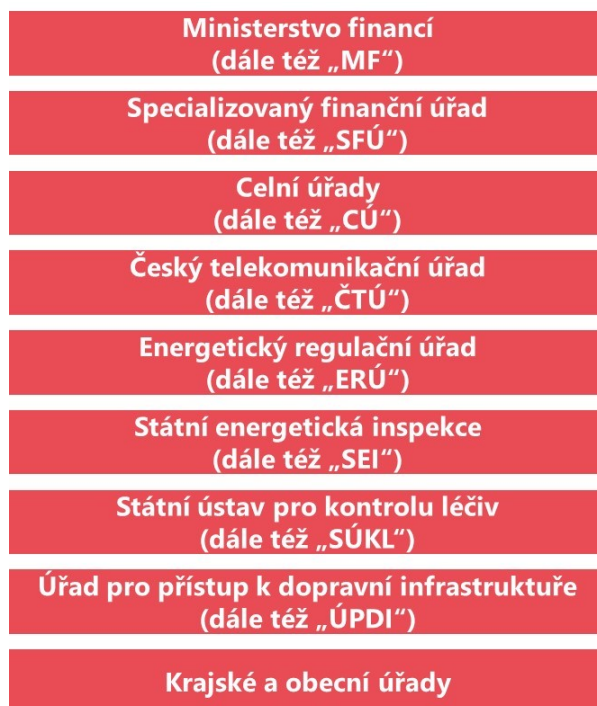 Ministerstvo financí
(dále též „MF“)
Specializovaný finanční úřad
(dále též „SFÚ“)
Celní úřady
(dále též „CÚ“)
Český telekomunikační úřad
(dále též „ČTÚ“)
Energetický regulační úřad
(dále též „ERÚ“)
Státní energetická inspekce
(dále též „SEI“)
Státní ústav pro kontrolu léčiv
(dále též „SÚKL“)
Úřad pro přístup k dopravní infrastruktuře
(dále též „ÚPDI“)
Krajské a obecní úřady